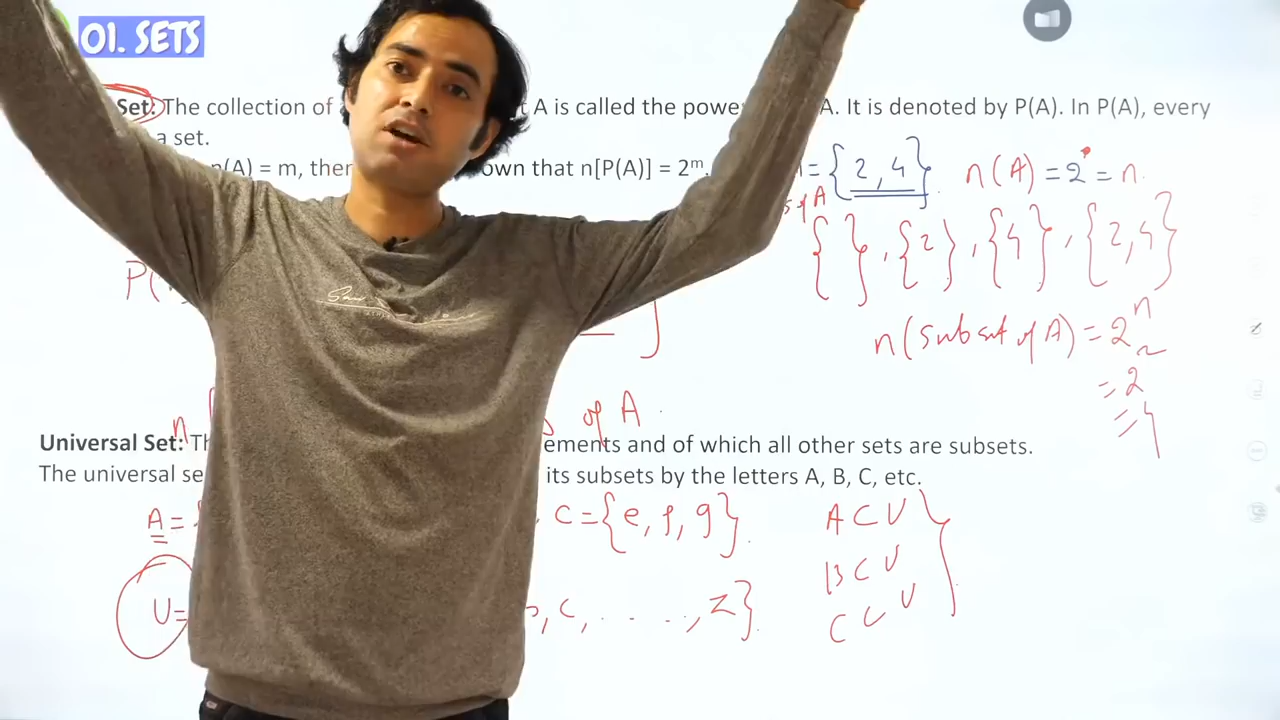 01. SETS
Set: The collection of A is called the power A. It is denoted by P(A). In P(A), every
a set.
n(A) = m, then own that n[P(A)] = 2ᵐ. = {2, 4} n(A) = 2 = n
s of A
{ }, {2}, {4}, {2,4}
P(
n(subset of A) = 2ⁿ
= 2²
= 4
n of A
Universal Set: ements and of which all other sets are subsets.
The universal its subsets by the letters A, B, C, etc.
A = C = {e, f, g} A ⊂ U
B ⊂ U
U = , c, ...., z} C ⊂ U